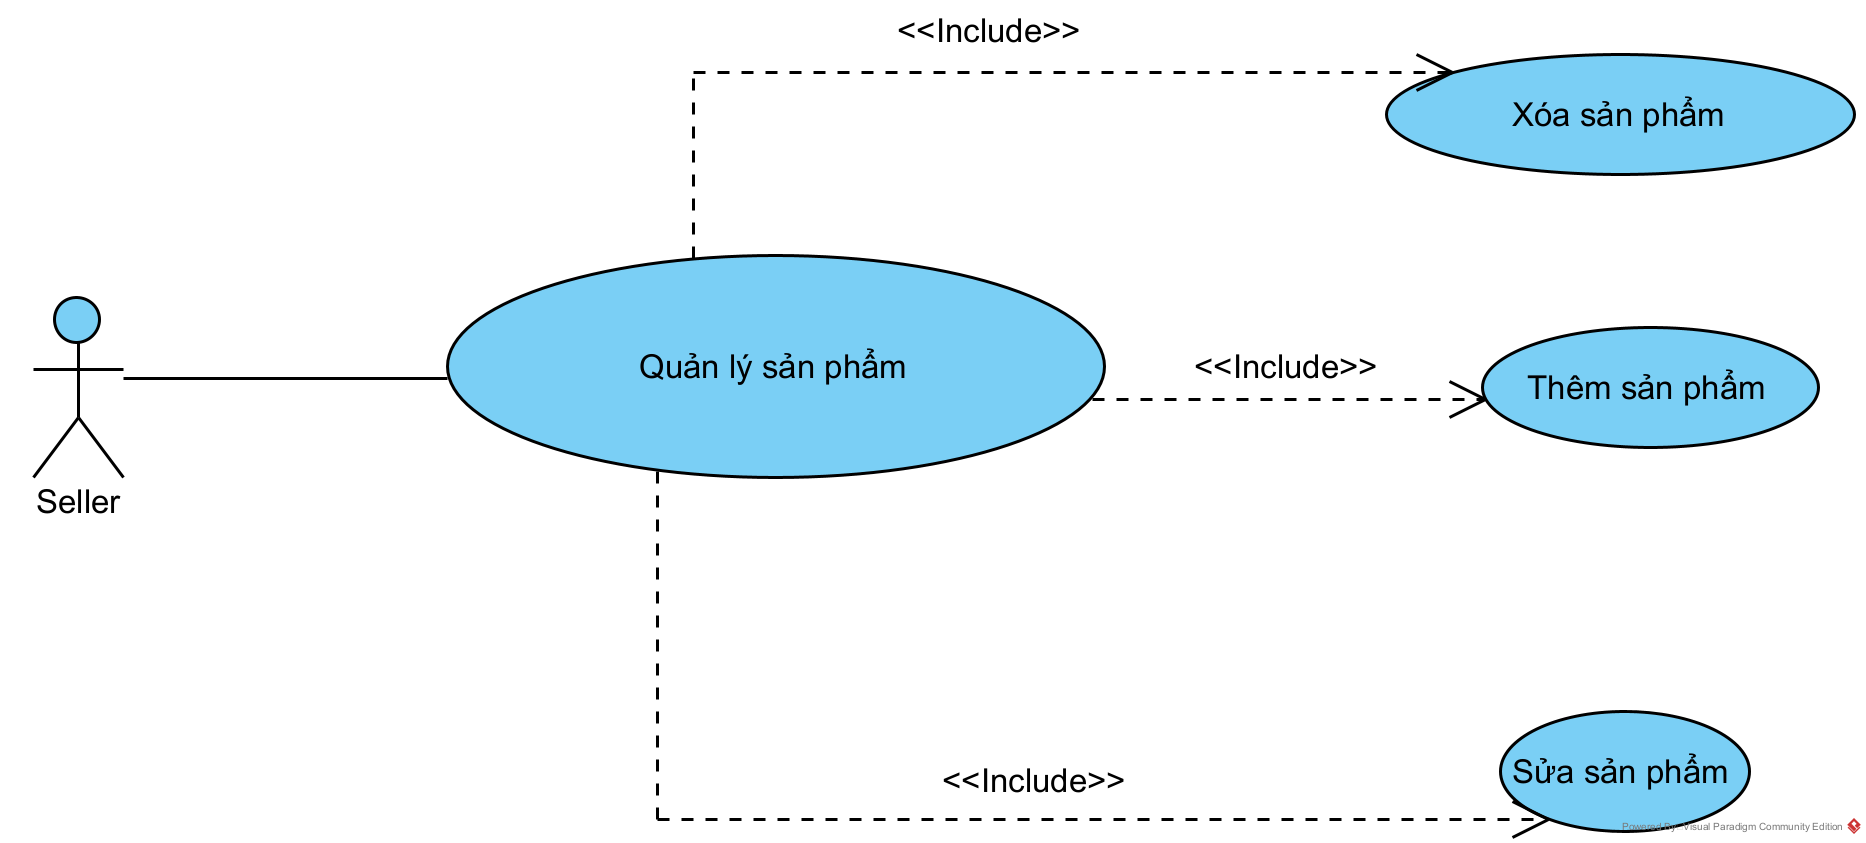 <<Include>>
Xóa sản phẩm
Quản lý sản phẩm
<<Include>>
Thêm sản phẩm
Seller
<<Include>>
Sửa sản phẩm
Powered By Visual Paradigm Community Edition